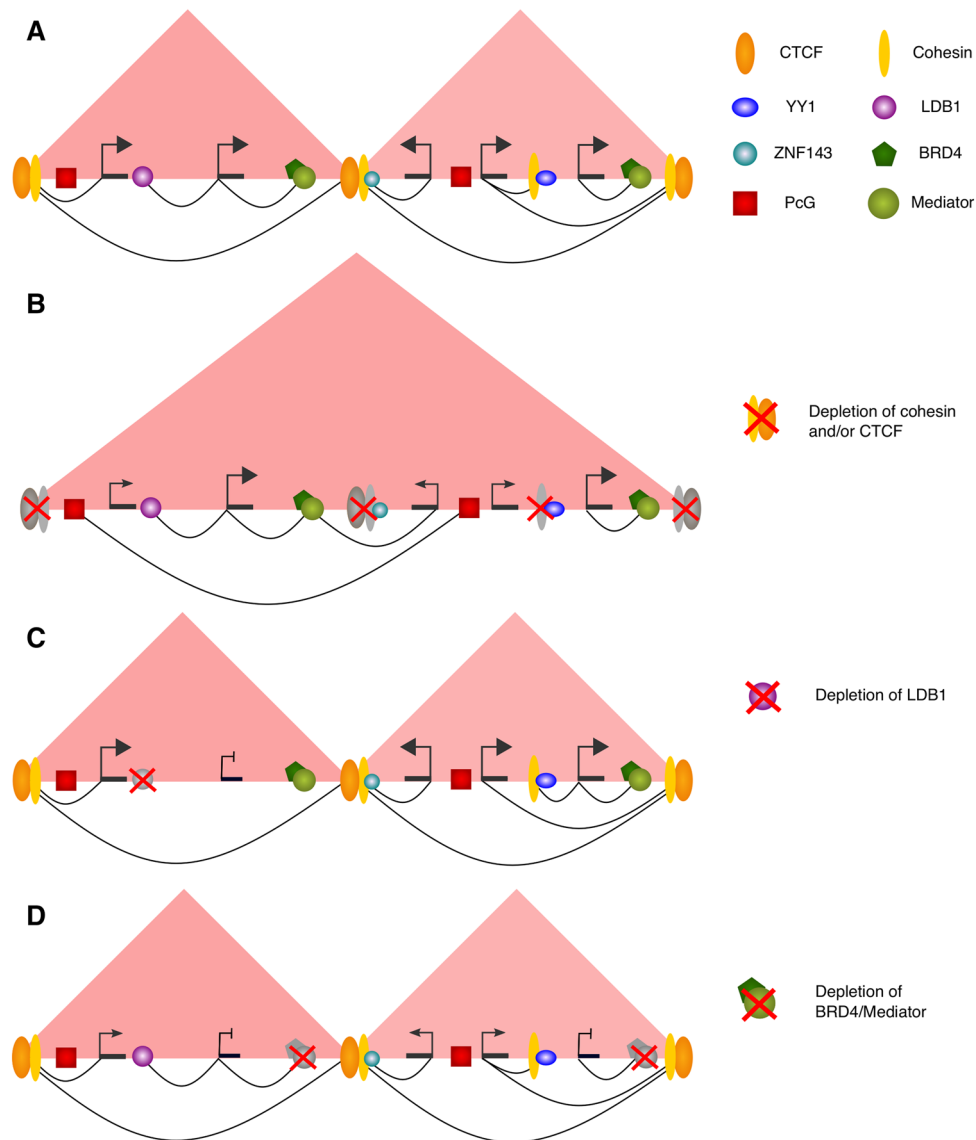 A
CTCF
Cohesin
YY1
LDB1
ZNF143
BRD4
PcG
Mediator
B
Depletion of cohesin
and/or CTCF
C
Depletion of LDB1
D
Depletion of
BRD4/Mediator